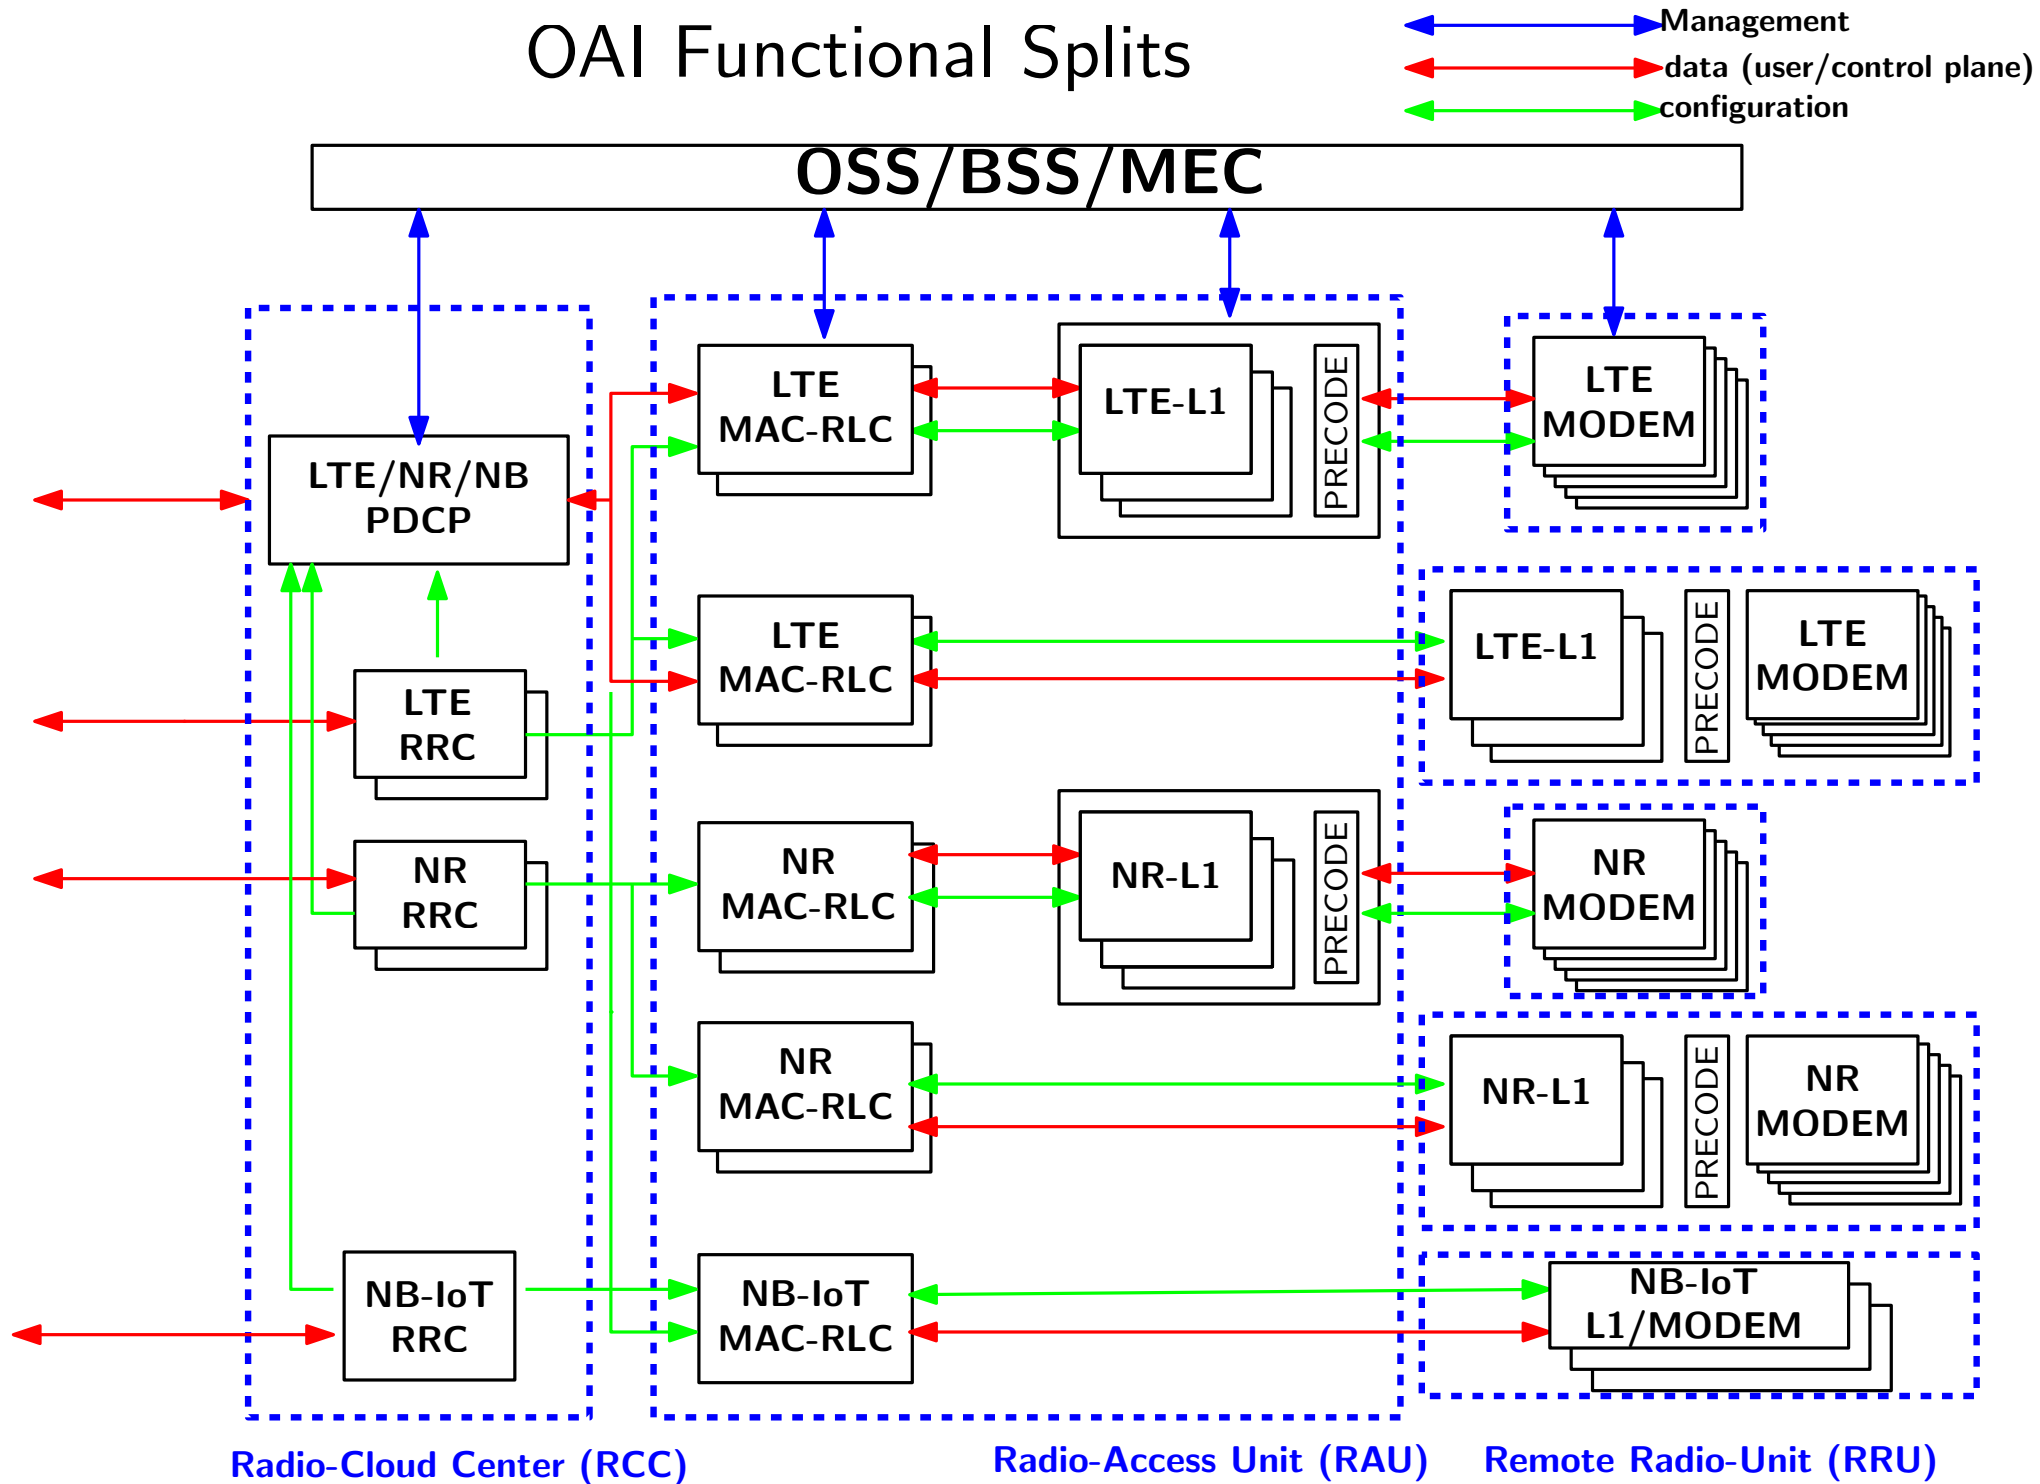 OAI Functional Splits
Management
data (user/control plane)
configuration
OSS/BSS/MEC
LTE/NR/NB
PDCP
LTE
RRC
NR
RRC
NB-IoT
RRC
LTE
MAC-RLC
LTE-L1
PRECODE
LTE
MODEM
LTE
MAC-RLC
LTE-L1
PRECODE
LTE
MODEM
NR
MAC-RLC
NR-L1
PRECODE
NR
MODEM
NR
MAC-RLC
NR-L1
PRECODE
NR
MODEM
NB-IoT
MAC-RLC
NB-IoT
L1/MODEM
Radio-Cloud Center (RCC)
Radio-Access Unit (RAU)
Remote Radio-Unit (RRU)